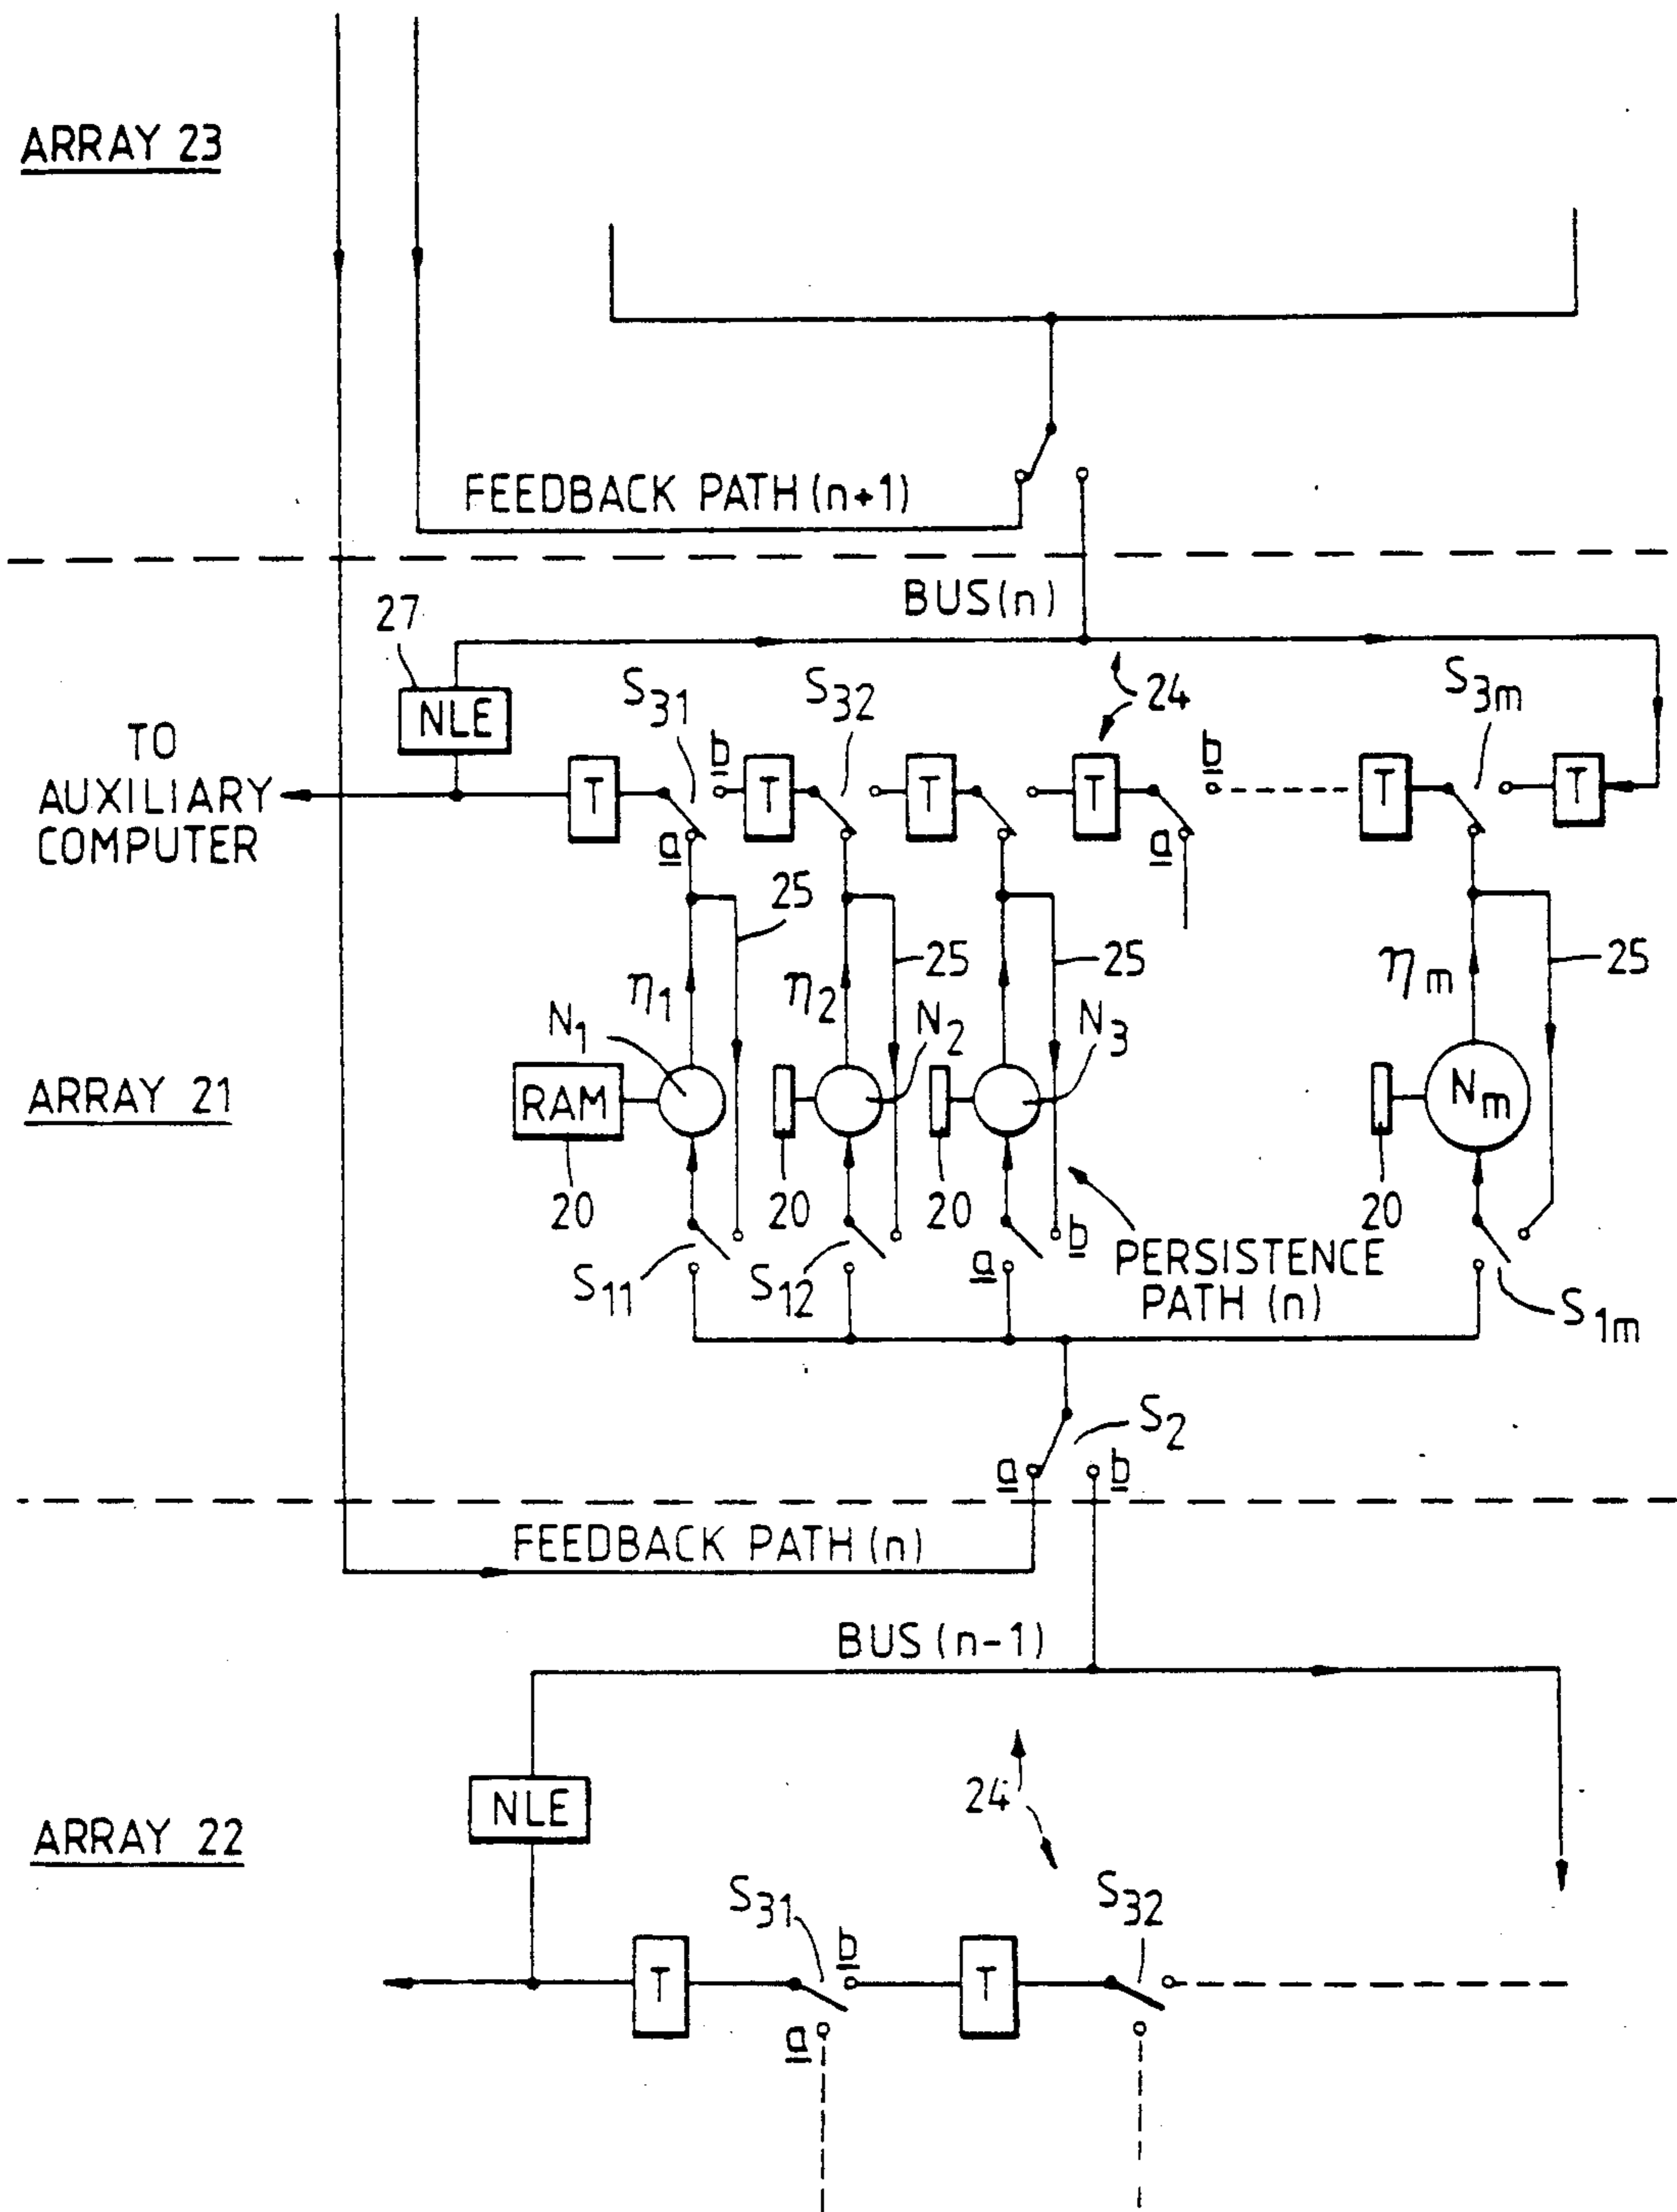 ARRAY 23
FEEDBACK PATH (n+1)
BUS (n)
27
NLE
S31
S32
24
S3m
TO
AUXILIARY
COMPUTER
b
b
T
T
T
T
T
T
a
a
25
25
25
25
η1
η2
ηm
N1
N2
N3
Nm
ARRAY 21
RAM
20
20
20
20
S11
S12
a
b
PERSISTENCE
PATH (n)
S1m
S2
a
b
FEEDBACK PATH (n)
BUS (n-1)
NLE
24
ARRAY 22
S31
b
S32
T
T
a